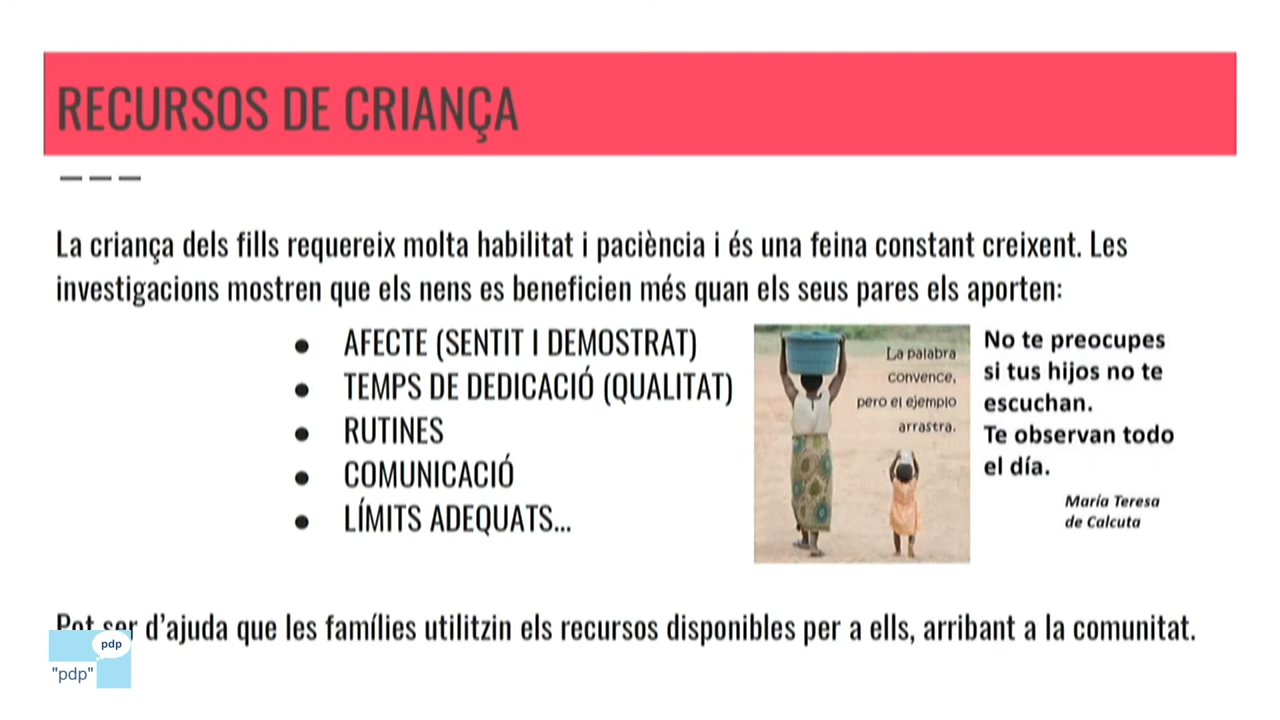 RECURSOS DE CRIANÇA
La criança dels fills requereix molta habilitat i paciència i és una feina constant creixent. Les
investigacions mostren que els nens es beneficien més quan els seus pares els aporten:
● AFECTE (SENTIT I DEMOSTRAT)
● TEMPS DE DEDICACIÓ (QUALITAT)
● RUTINES
● COMUNICACIÓ
● LÍMITS ADEQUATS...
La palabra
convence,
pero el ejemplo
arrastra.
No te preocupes
si tus hijos no te
escuchan.
Te observan todo
el día.
María Teresa
de Calcuta
Pot ser d'ajuda que les famílies utilitzin els recursos disponibles per a ells, arribant a la comunitat.
pdp
"pdp"